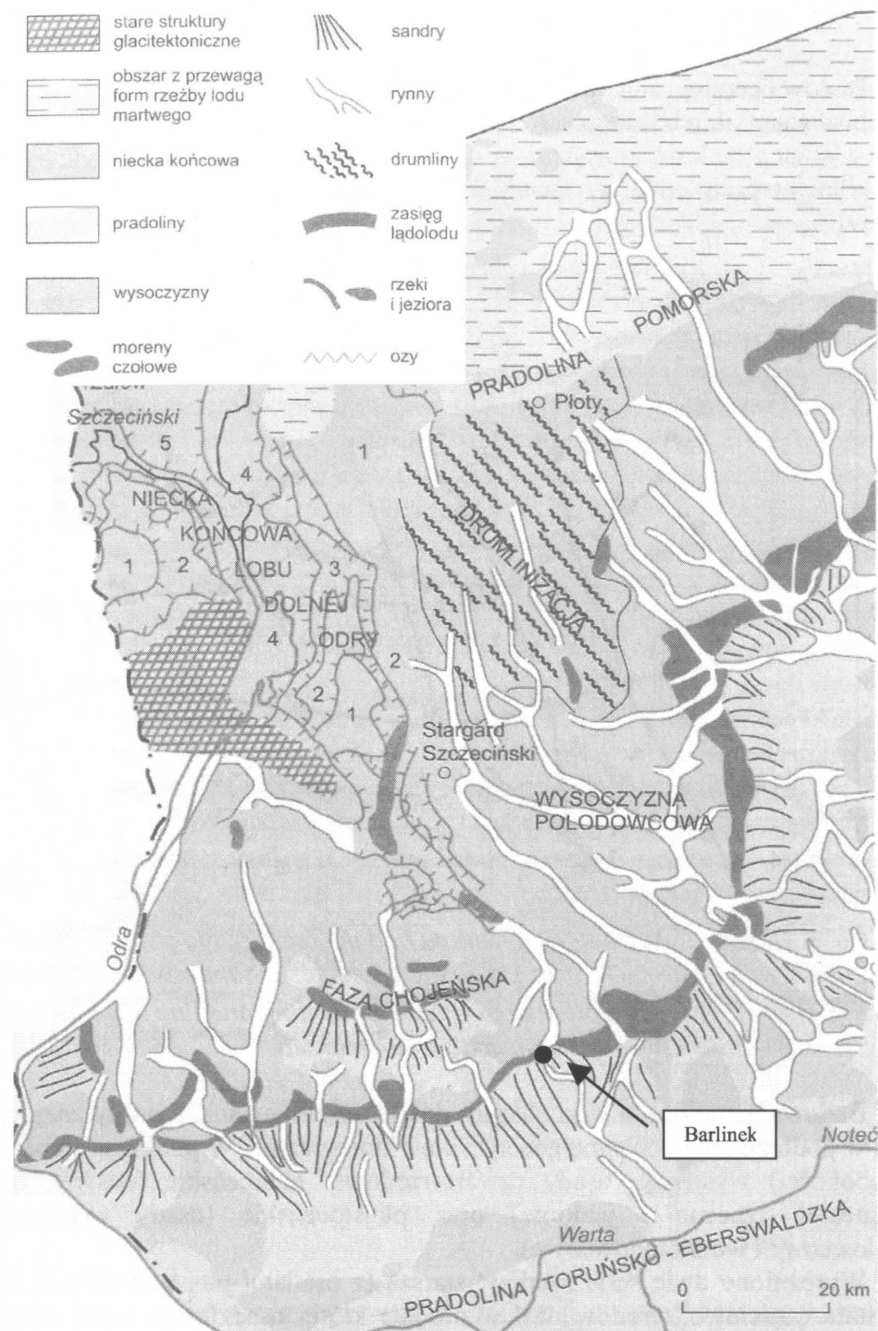 stare struktury
glacitektoniczne
obszar z przewagą
form rzeźby lodu
martwego
niecka końcowa
pradoliny
wysoczyzny
moreny
czołowe
sandry
rynny
drumliny
zasięg
lądolodu
rzeki
i jeziora
ozy
POMORSKA
PRADOLINA
Płoty
Szczeciński
5
4
1
NIECKA
KOŃCOWA
1
2
LOBU
3
DOLNEJ
4
ODRY
2
2
1
DRUMLINIZACJA
Stargard
Szczeciński
WYSOCZYZNA
POLODOWCOWA
Odra
FAZA CHOJEŃSKA
Barlinek
Noteć
Warta
PRADOLINA TORUŃSKO - EBERSWALDZKA
0 20 km